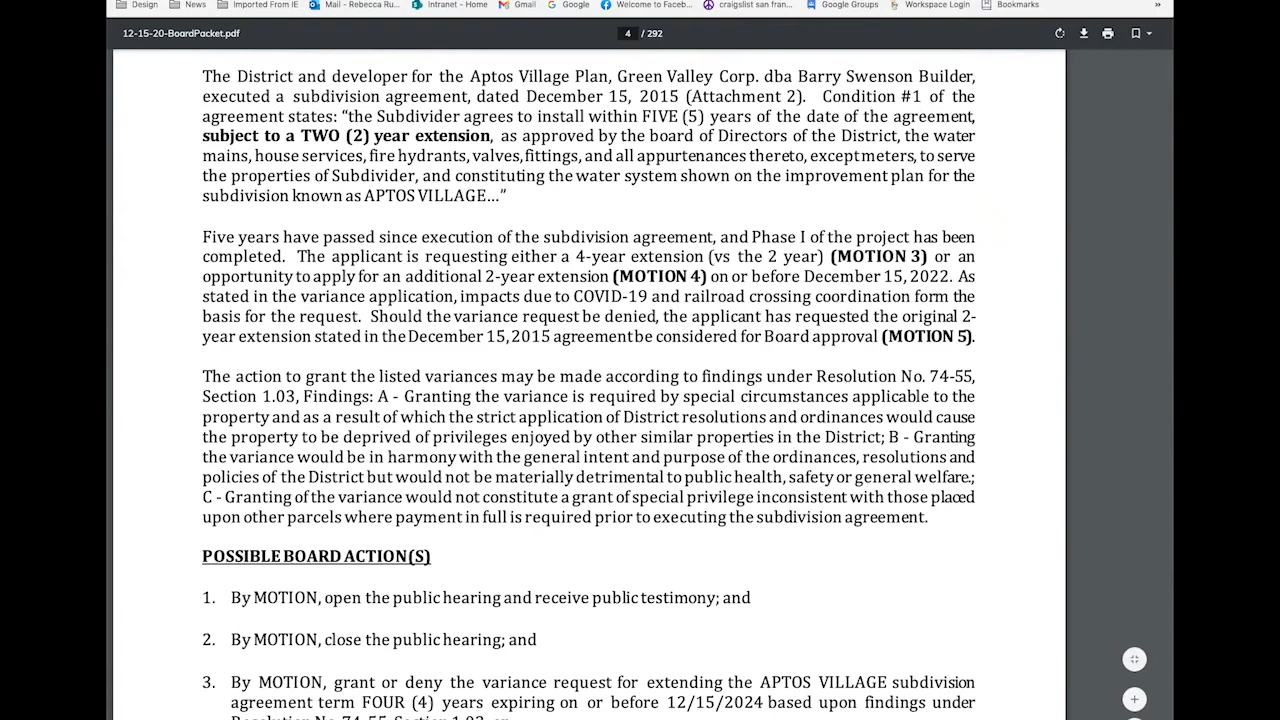 Design News Imported From IE Mail - Rebecca Ru... Intranet - Home Gmail Google Welcome to Faceb... craigslist san fran... Google Groups Workspace Login Bookmarks »
12-15-20-BoardPacket.pdf 4 / 292
The District and developer for the Aptos Village Plan, Green Valley Corp. dba Barry Swenson Builder,
executed a subdivision agreement, dated December 15, 2015 (Attachment 2). Condition #1 of the
agreement states: “the Subdivider agrees to install within FIVE (5) years of the date of the agreement,
subject to a TWO (2) year extension, as approved by the board of Directors of the District, the water
mains, house services, fire hydrants, valves, fittings, and all appurtenances thereto, except meters, to serve
the properties of Subdivider, and constituting the water system shown on the improvement plan for the
subdivision known as APTOS VILLAGE…”
Five years have passed since execution of the subdivision agreement, and Phase I of the project has been
completed. The applicant is requesting either a 4-year extension (vs the 2 year) (MOTION 3) or an
opportunity to apply for an additional 2-year extension (MOTION 4) on or before December 15, 2022. As
stated in the variance application, impacts due to COVID-19 and railroad crossing coordination form the
basis for the request. Should the variance request be denied, the applicant has requested the original 2-
year extension stated in the December 15, 2015 agreement be considered for Board approval (MOTION 5).
The action to grant the listed variances may be made according to findings under Resolution No. 74-55,
Section 1.03, Findings: A - Granting the variance is required by special circumstances applicable to the
property and as a result of which the strict application of District resolutions and ordinances would cause
the property to be deprived of privileges enjoyed by other similar properties in the District; B - Granting
the variance would be in harmony with the general intent and purpose of the ordinances, resolutions and
policies of the District but would not be materially detrimental to public health, safety or general welfare.;
C - Granting of the variance would not constitute a grant of special privilege inconsistent with those placed
upon other parcels where payment in full is required prior to executing the subdivision agreement.
POSSIBLE BOARD ACTION(S)
1. By MOTION, open the public hearing and receive public testimony; and
2. By MOTION, close the public hearing; and
3. By MOTION, grant or deny the variance request for extending the APTOS VILLAGE subdivision
agreement term FOUR (4) years expiring on or before 12/15/2024 based upon findings under
Resolution No. 74-55, Section 1.03, or